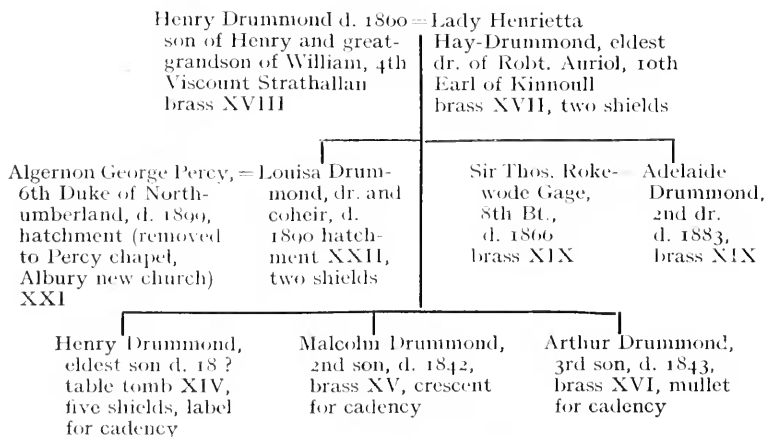 Henry Drummond d. 1860 = Lady Henrietta
son of Henry and great-
grandson of William, 4th
Viscount Strathallan
brass XVIII
Hay-Drummond, eldest
dr. of Robt. Auriol, 10th
Earl of Kinnoull
brass XVII, two shields
Algernon George Percy, =
6th Duke of North-
umberland, d. 1899,
hatchment (removed
to Percy chapel,
Albury new church)
XXI
Louisa Drum-
mond, dr. and
coheir, d.
1890 hatch-
ment XXII,
two shields
Sir Thos. Roke-
wode Gage,
8th Bt.,
d. 1866
brass XIX
Adelaide
Drummond,
2nd dr.
d. 1883,
brass XIX
Henry Drummond,
eldest son d. 18 ?
table tomb XIV,
five shields, label
for cadency
Malcolm Drummond,
2nd son, d. 1842,
brass XV, crescent
for cadency
Arthur Drummond,
3rd son, d. 1843,
brass XVI, mullet
for cadency